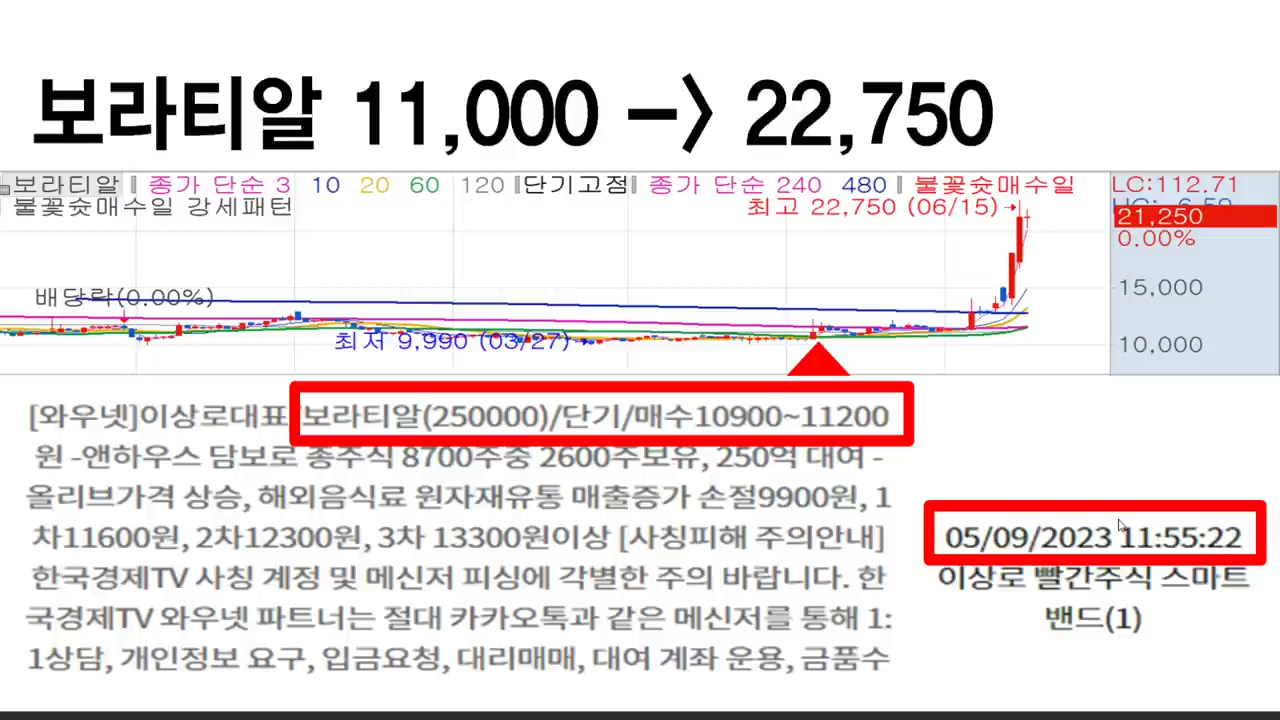 보라티알 11,000 -> 22,750
보라티알 종가 단순 3 10 20 60 120 단기고점 종가 단순 240 480 불꽃슛매수일
불꽃슛매수일 강세패턴
최고 22,750 (06/15)
LC:112.71
21,250
0.00%
배당락(0.00%)
15,000
최저 9,990 (03/27)
10,000
[와우넷]이상로대표/보라티알(250000)/단기/매수10900~11200
원 -앤하우스 담보로 총주식 8700주중 2600주보유, 250억 대여 -
올리브가격 상승, 해외음식료 원자재유통 매출증가 손절9900원, 1
차11600원, 2차12300원, 3차 13300원이상 [사칭피해 주의안내]
한국경제TV 사칭 계정 및 메신저 피싱에 각별한 주의 바랍니다. 한
국경제TV 와우넷 파트너는 절대 카카오톡과 같은 메신저를 통해 1:
1상담, 개인정보 요구, 입금요청, 대리매매, 대여 계좌 운용, 금품수
05/09/2023 11:55:22
이상로 빨간주식 스마트
밴드(1)